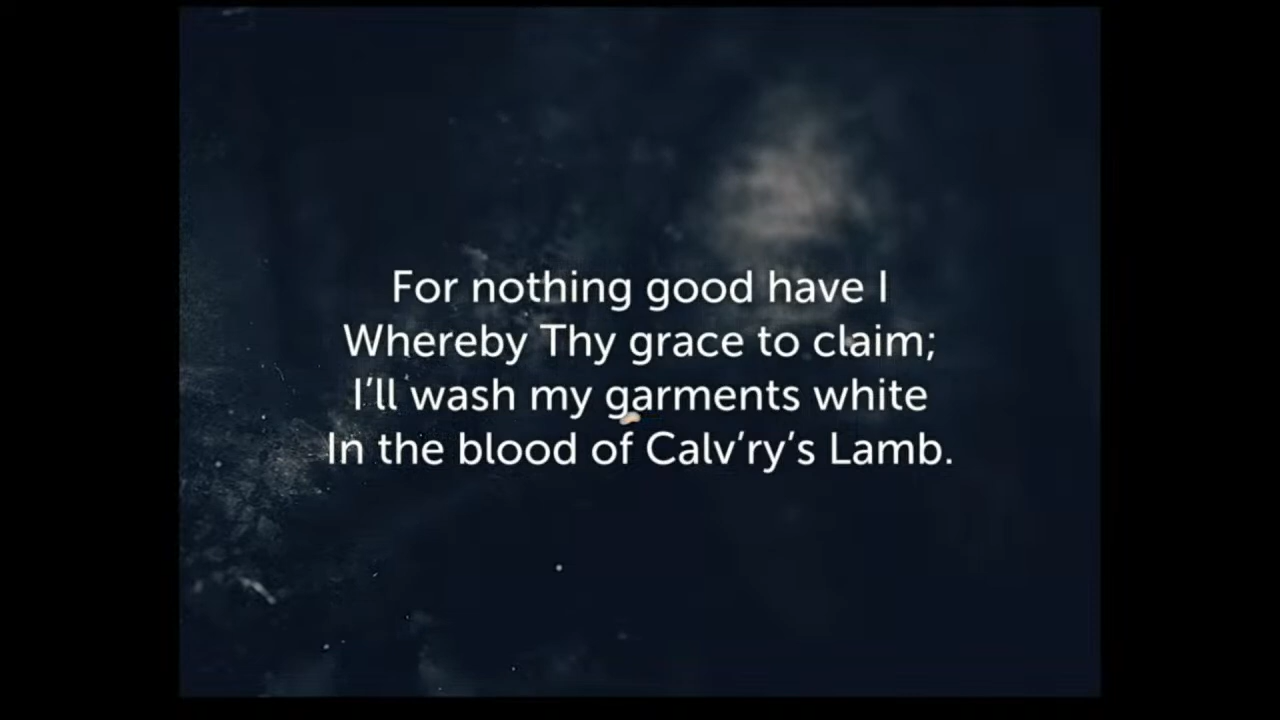 For nothing good have I
Whereby Thy grace to claim;
I’ll wash my garments white
In the blood of Calv’ry’s Lamb.